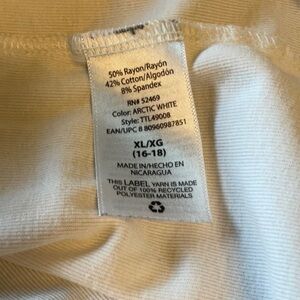 50% Rayon/Rayón
42% Cotton/Algodón
8% Spandex
RN# 52469
Color: ARCTIC WHITE
Style: TTL49008
EAN/UPC 8 80960987851
XL/XG
(16-18)
MADE IN/HECHO EN
NICARAGUA
THIS LABEL YARN IS MADE
OUT OF 100% RECYCLED
POLYESTER MATERIALS